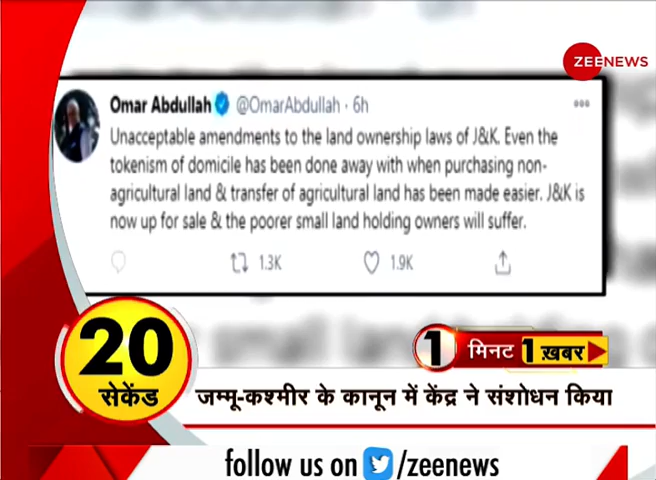 ZEENEWS
Omar Abdullah @OmarAbdullah · 6h
Unacceptable amendments to the land ownership laws of J&K. Even the
tokenism of domicile has been done away with when purchasing non-
agricultural land & transfer of agricultural land has been made easier. J&K is
now up for sale & the poorer small land holding owners will suffer.
1.3K 1.9K
20
सेकेंड
1 मिनट 1 ख़बर
जम्मू-कश्मीर के कानून में केंद्र ने संशोधन किया
follow us on /zeenews